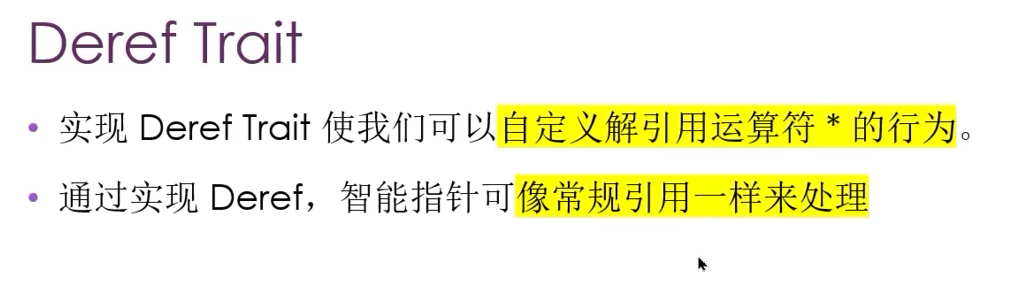 Deref Trait
• 实现 Deref Trait 使我们可以自定义解引用运算符 * 的行为。
• 通过实现 Deref，智能指针可像常规引用一样来处理